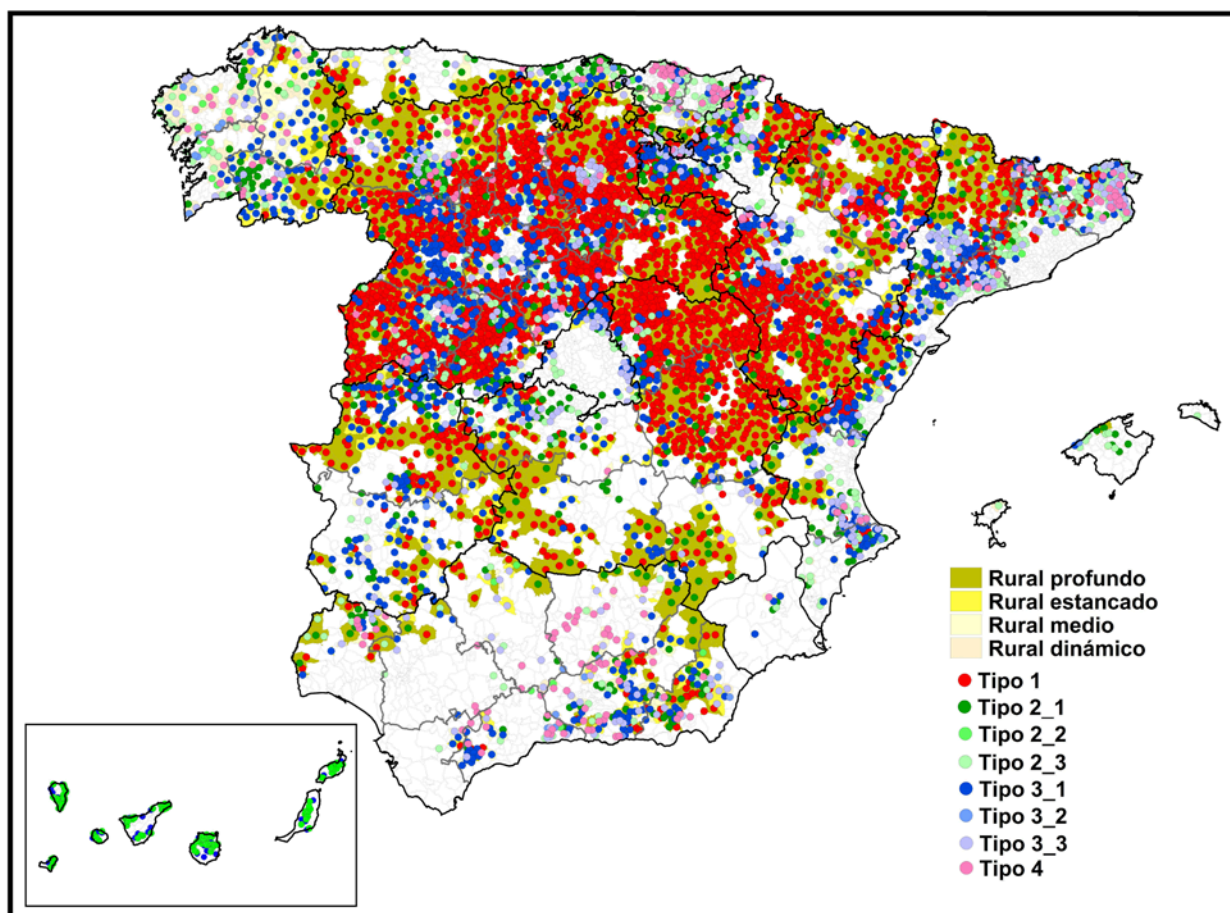 Rural profundo
Rural estancado
Rural medio
Rural dinámico
Tipo 1
Tipo 2_1
Tipo 2_2
Tipo 2_3
Tipo 3_1
Tipo 3_2
Tipo 3_3
Tipo 4